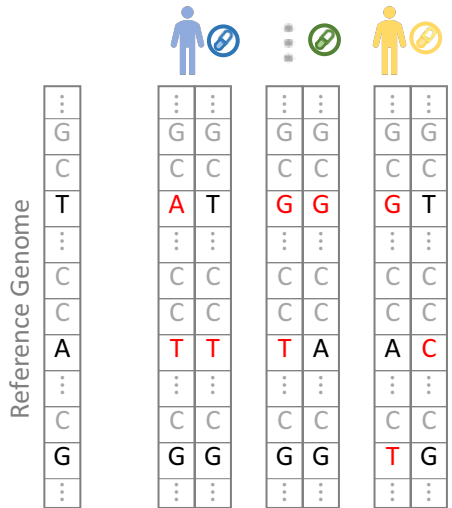 ⋮ ⋮ ⋮ ⋮ ⋮ ⋮ ⋮
G G G G G G G
C C C C C C C
T A T G G G T
⋮ ⋮ ⋮ ⋮ ⋮ ⋮ ⋮
C C C C C C C
C C C C C C C
A T T T A A C
⋮ ⋮ ⋮ ⋮ ⋮ ⋮ ⋮
C C C C C C C
G G G G G T G
⋮ ⋮ ⋮ ⋮ ⋮ ⋮ ⋮
Reference Genome